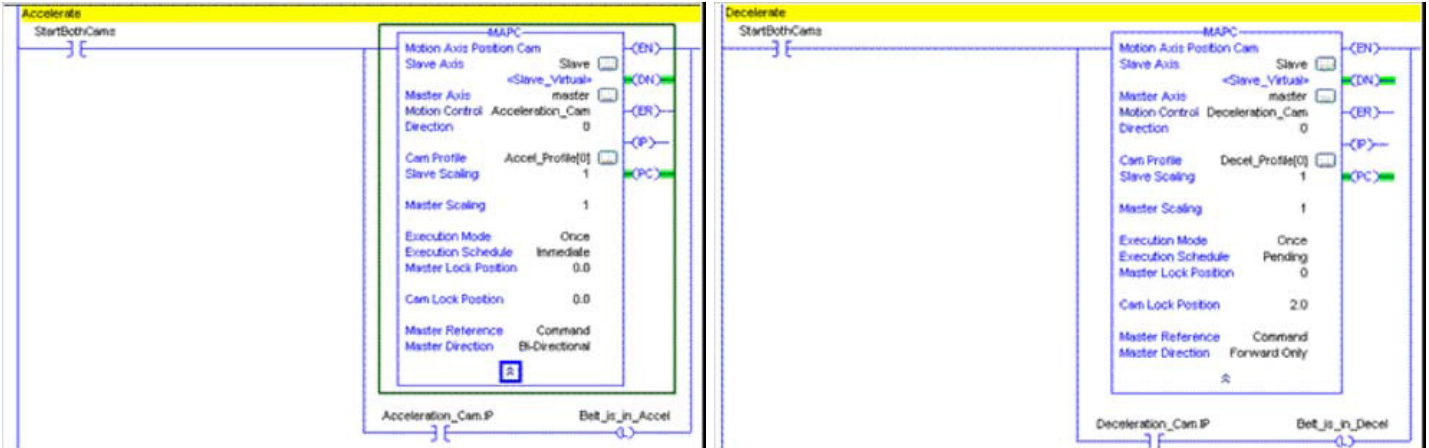 Accelerate
StartBothCams
MAPC
Motion Axis Position Cam
(EN)
Slave Axis Slave ...
<Slave_Virtual>
(DN)
Master Axis master ...
Motion Control Acceleration_Cam
(ER)
Direction 0
(IP)
Cam Profile Accel_Profile[0] ...
Slave Scaling 1
(PC)
Master Scaling 1
Execution Mode Once
Execution Schedule Immediate
Master Lock Position 0.0
Cam Lock Position 0.0
Master Reference Command
Master Direction Bi-Directional
Acceleration_Cam.IP Belt_is_in_Accel
(L)
Decelerate
StartBothCams
MAPC
Motion Axis Position Cam
(EN)
Slave Axis Slave ...
<Slave_Virtual>
(DN)
Master Axis master ...
Motion Control Deceleration_Cam
(ER)
Direction 0
(IP)
Cam Profile Decel_Profile[0] ...
Slave Scaling 1
(PC)
Master Scaling 1
Execution Mode Once
Execution Schedule Pending
Master Lock Position 0
Cam Lock Position 2.0
Master Reference Command
Master Direction Forward Only
Deceleration_Cam.IP Belt_is_in_Decel
(L)